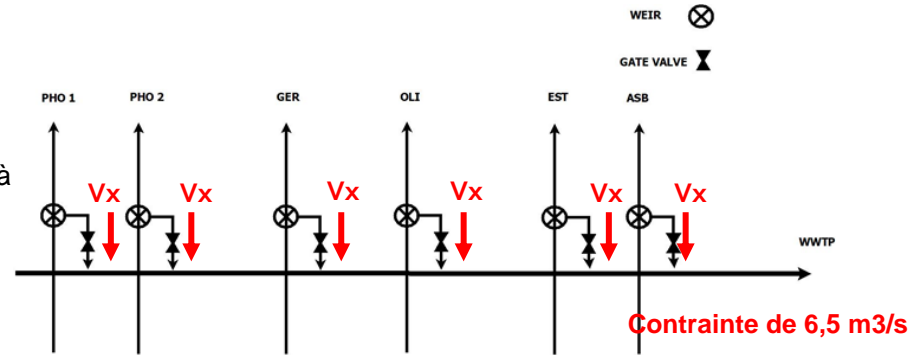 WEIR
GATE VALVE
PHO 1 PHO 2 GER OLI EST ASB
à
Vx Vx Vx Vx Vx Vx
WWTP
Contrainte de 6,5 m3/s